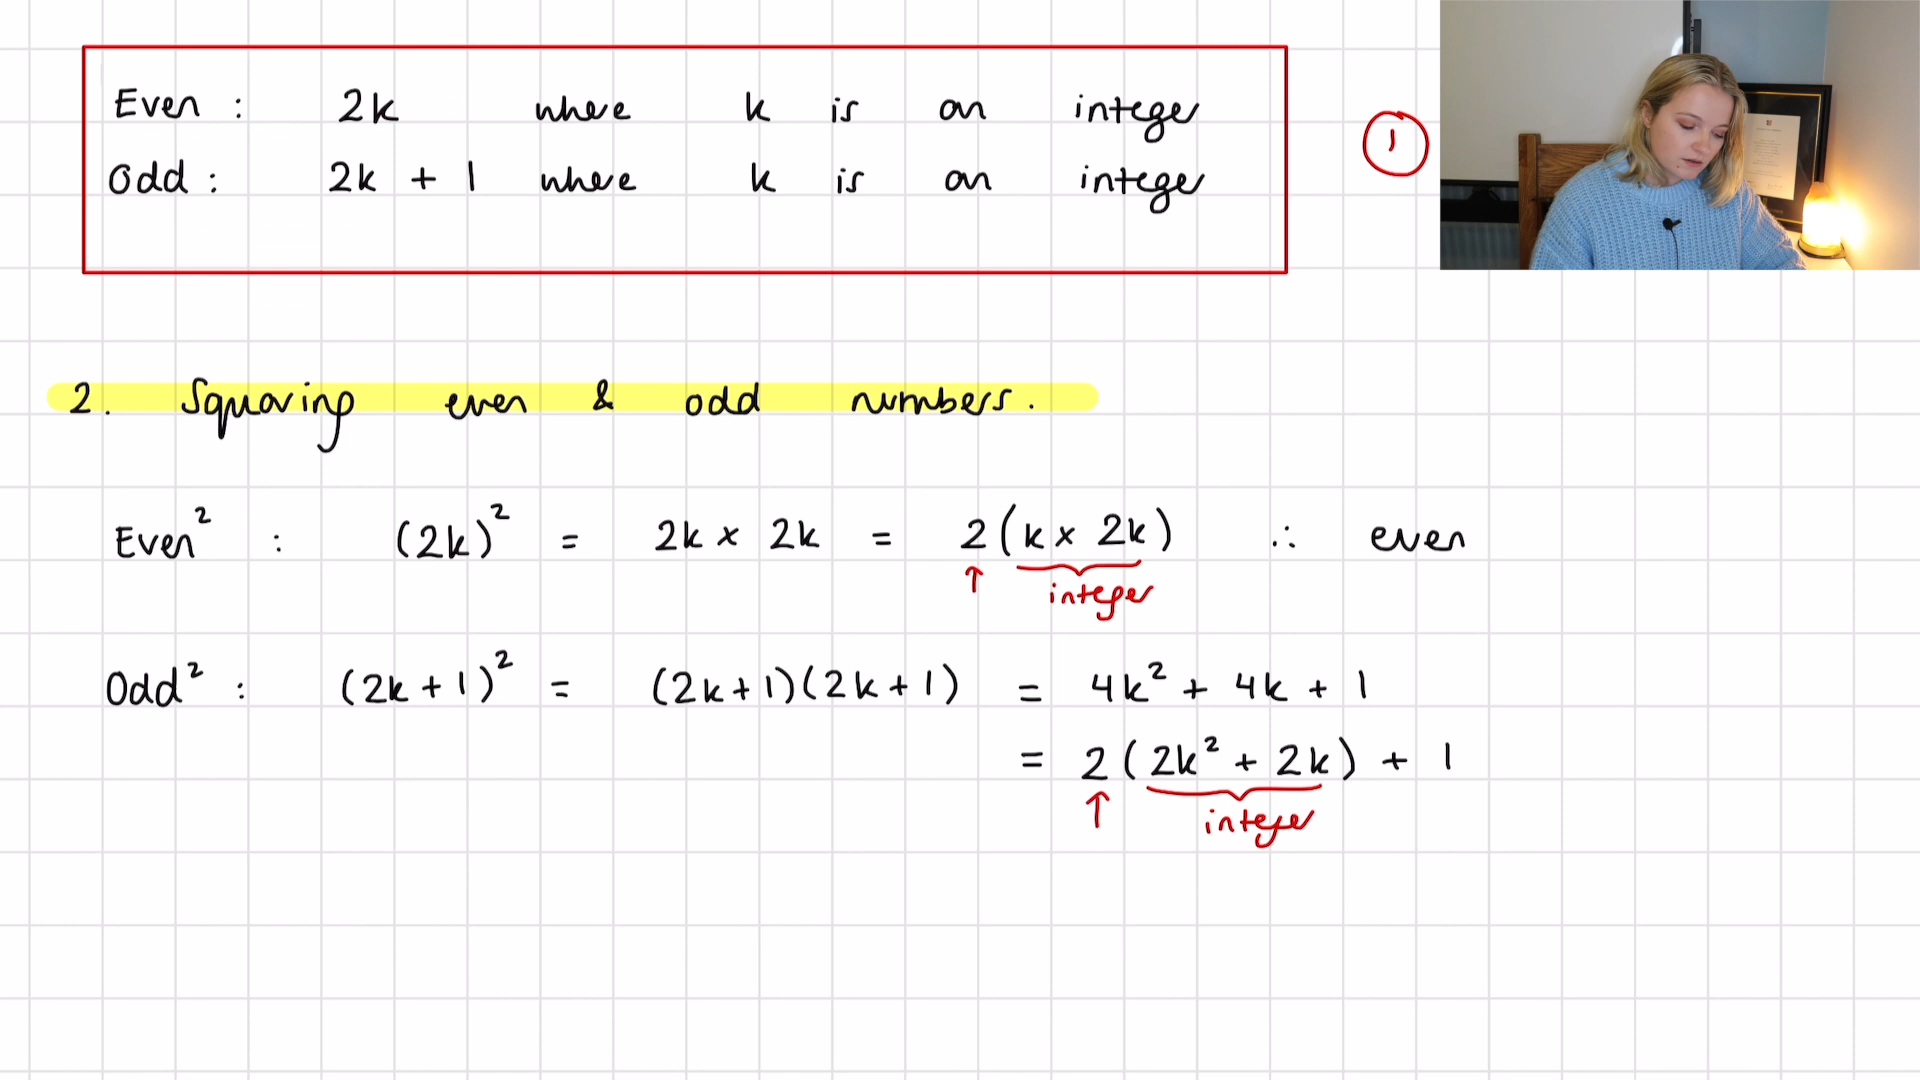 Even : 2k where k is an integer
Odd : 2k + 1 where k is an integer
1
2. Squaring even & odd numbers.
Even² : (2k)² = 2k × 2k = 2(k × 2k) ∴ even
↑ integer
Odd² : (2k+1)² = (2k+1)(2k+1) = 4k² + 4k + 1
= 2(2k² + 2k) + 1
↑ integer